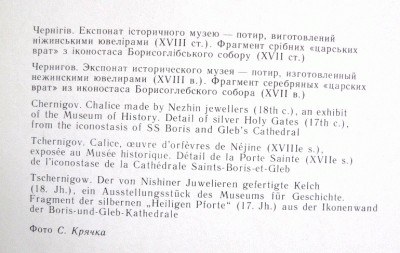 Чернігів. Експонат історичного музею — потир, виготовлений
ніжинськими ювелірами (XVIII ст.). Фрагмент срібних «царських
врат» з іконостаса Борисоглібського собору (XVII ст.)
Чернигов. Экспонат исторического музея — потир, изготовленный
нежинскими ювелирами (XVIII в.). Фрагмент серебряных «царских
врат» из иконостаса Борисоглебского собора (XVII в.)
Chernigov. Chalice made by Nezhin jewellers (18th c.), an exhibit
of the Museum of History. Detail of silver Holy Gates (17th c.),
from the iconostasis of SS Boris and Gleb's Cathedral
Tchernigov. Calice, œuvre d'orfèvres de Néjine (XVIIIe s.),
exposée au Musée historique. Détail de la Porte Sainte (XVIIe s.)
de l'iconostase de la Cathédrale Saints-Boris-et-Gleb
Tschernigow. Der von Nishiner Juwelieren gefertigte Kelch
(18. Jh.), ein Ausstellungsstück des Museums für Geschichte.
Fragment der silbernen „Heiligen Pforte" (17. Jh.) aus der Ikonenwand
der Boris-und-Gleb-Kathedrale
Фото С. Крячка